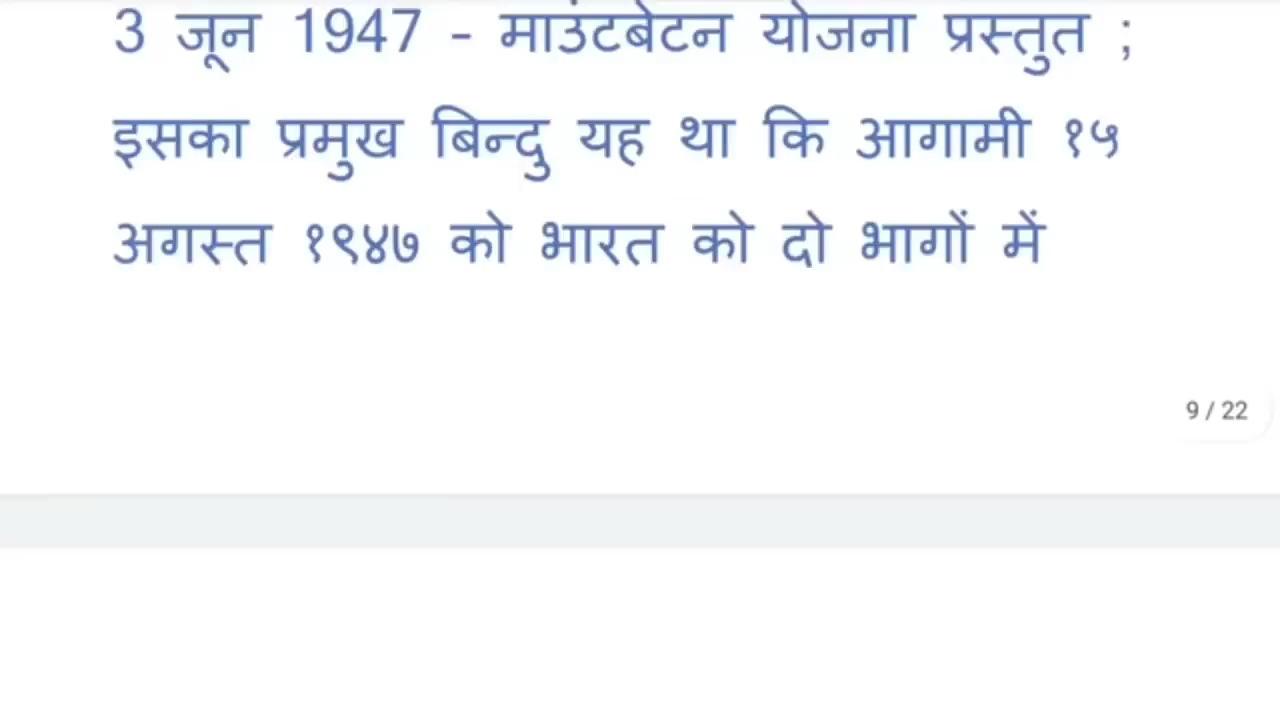 3 जून 1947 - माउंटबेटन योजना प्रस्तुत ;
इसका प्रमुख बिन्दु यह था कि आगामी १५
अगस्त १९४७ को भारत को दो भागों में
9 / 22